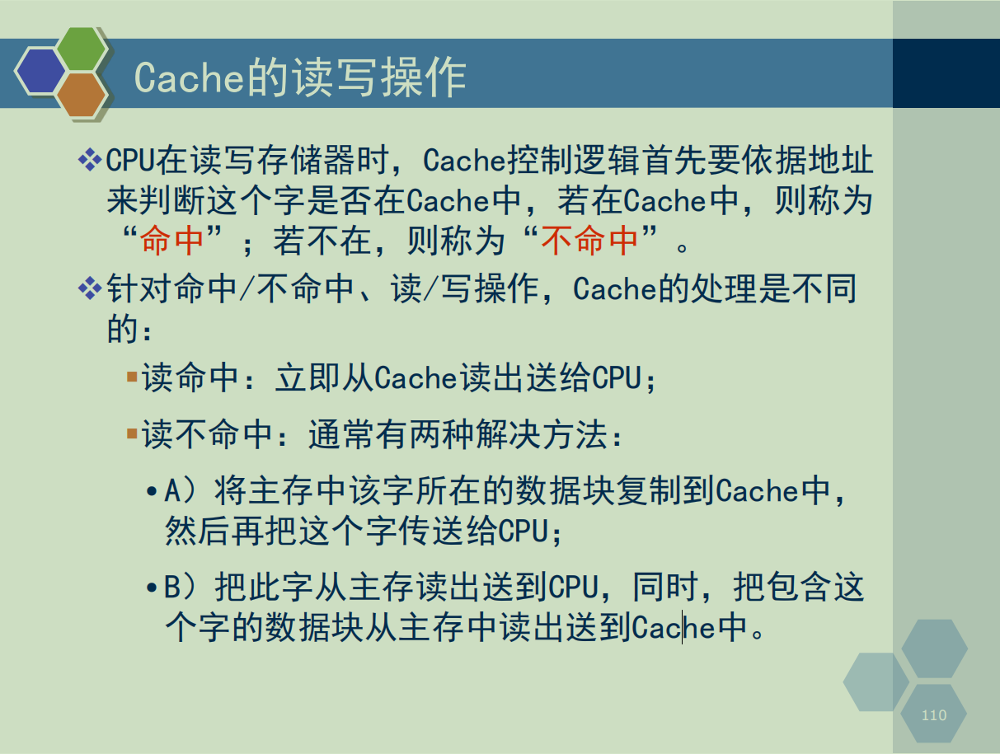 Cache的读写操作
CPU在读写存储器时，Cache控制逻辑首先要依据地址
来判断这个字是否在Cache中，若在Cache中，则称为
“命中”；若不在，则称为“不命中”。
针对命中/不命中、读/写操作，Cache的处理是不同
的：
读命中：立即从Cache读出送给CPU；
读不命中：通常有两种解决方法：
•A）将主存中该字所在的数据块复制到Cache中，
然后再把这个字传送给CPU；
•B）把此字从主存读出送到CPU，同时，把包含这
个字的数据块从主存中读出送到Cache中。
110